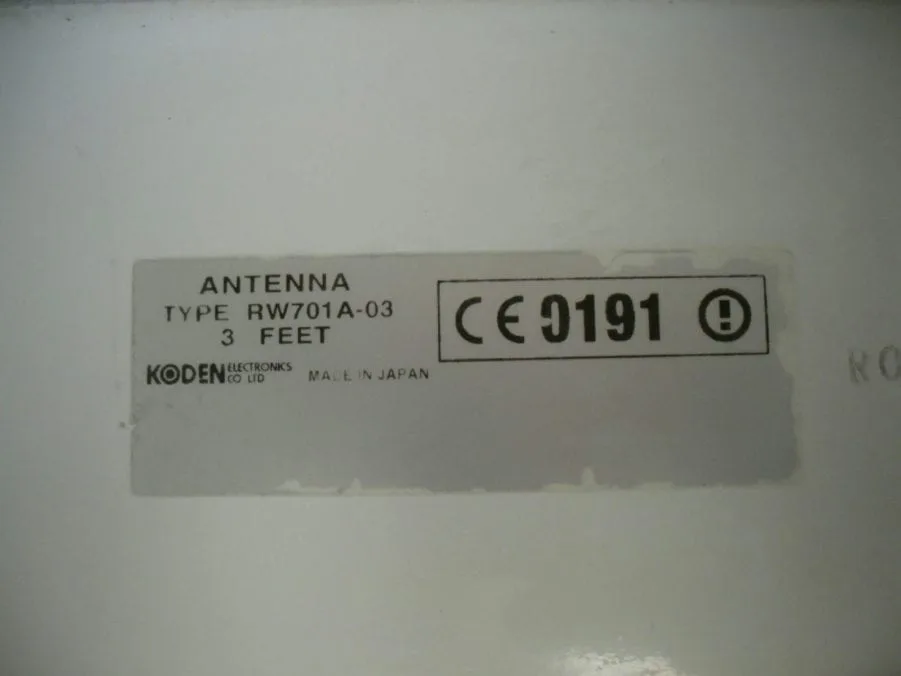 ANTENNA
TYPE RW701A-03
3 FEET
KODEN ELECTRONICS CO LTD
MADE IN JAPAN
CE 0191